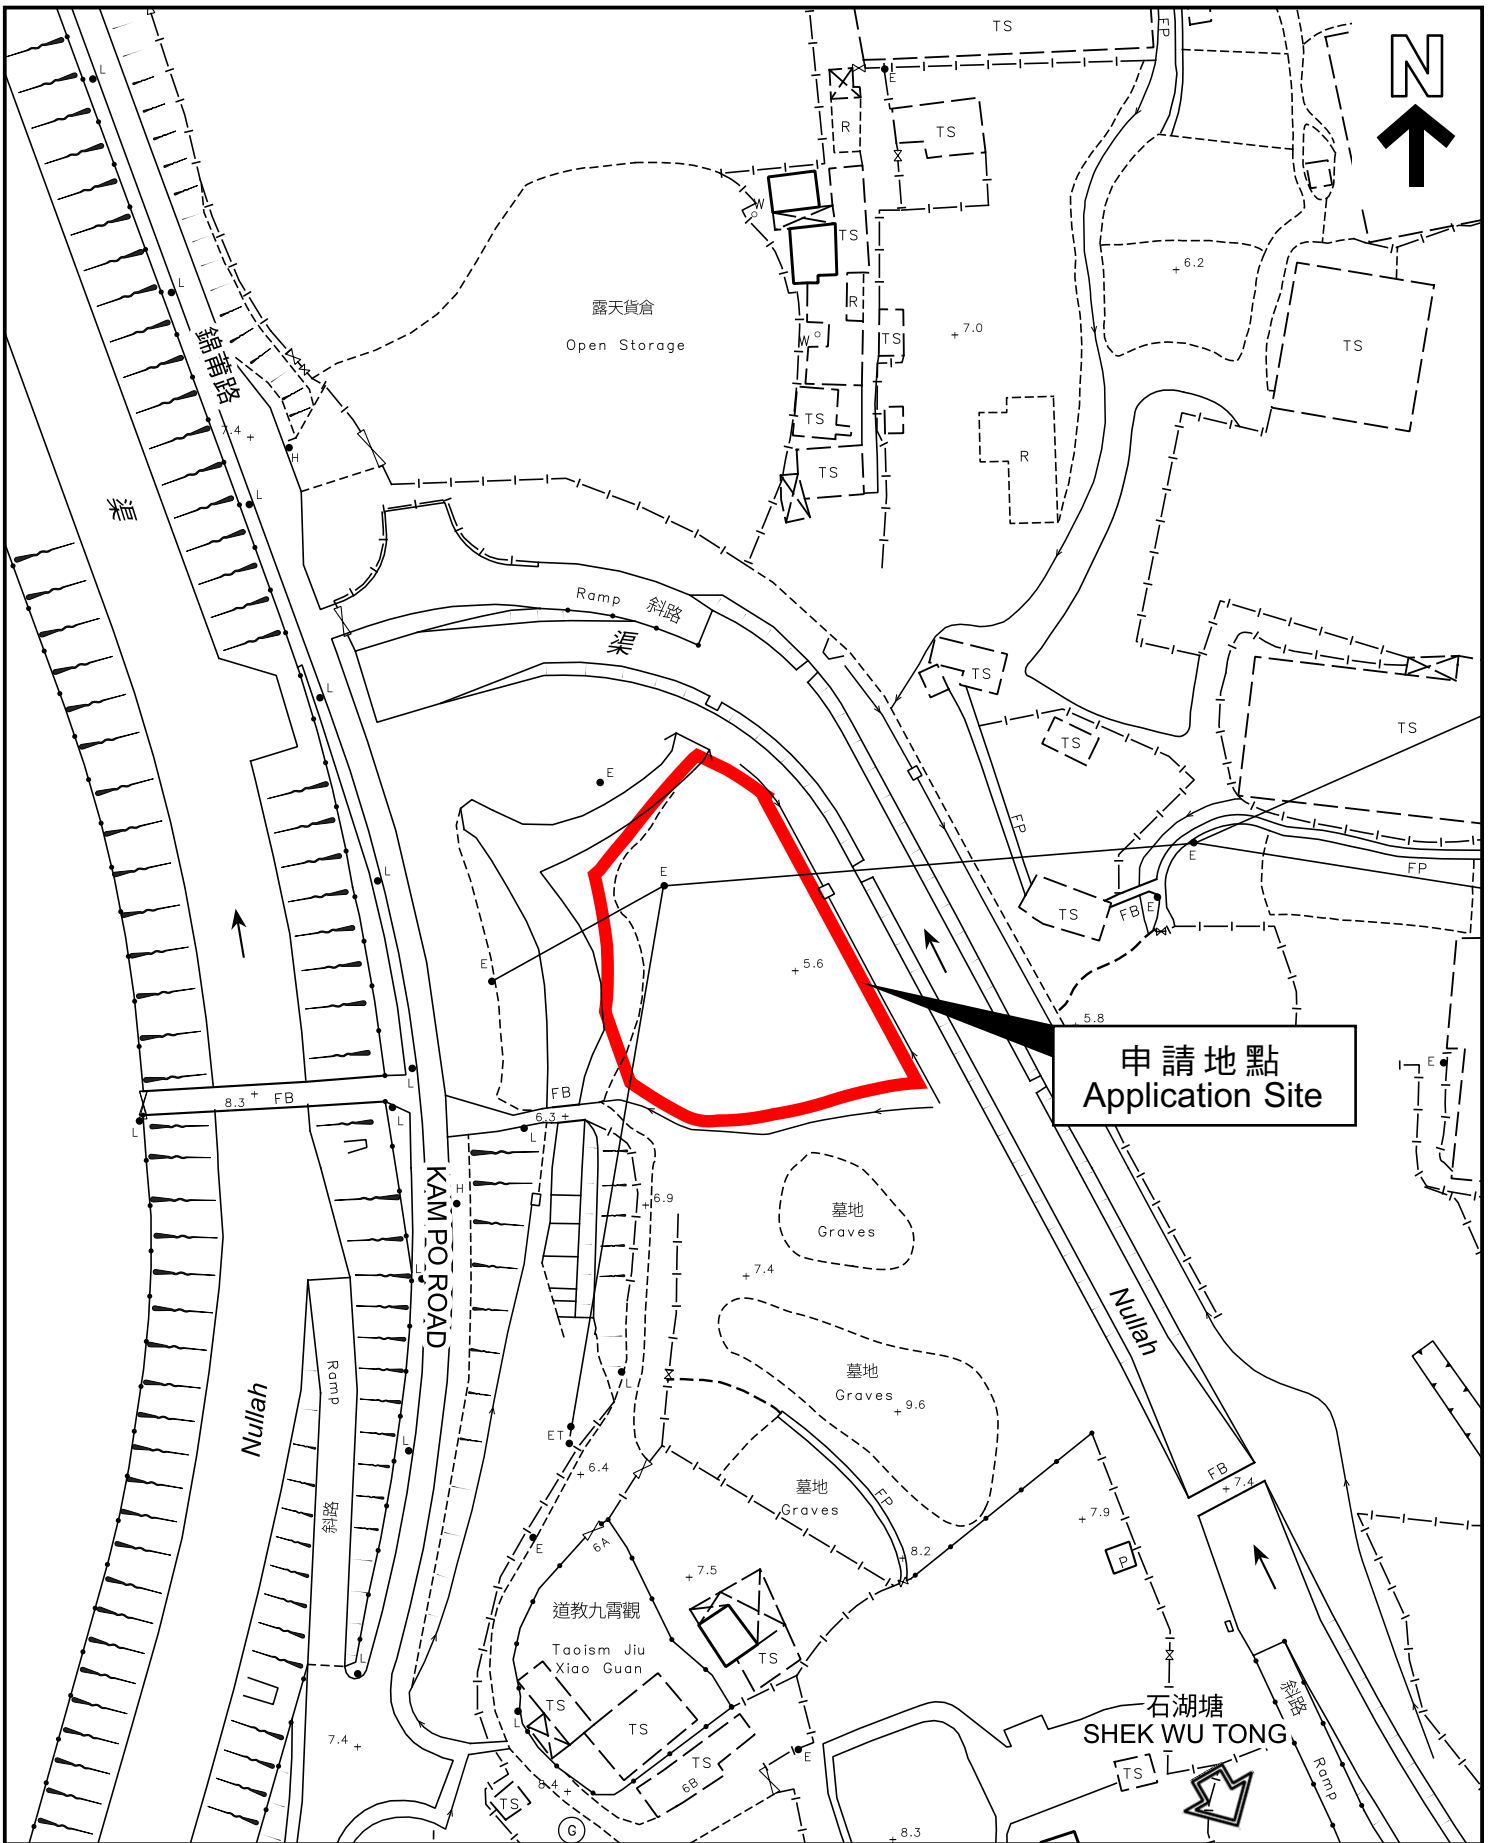 TS
FP
N
E
R
TS
L
W
TS
6.2
L
露天貨倉
Open Storage
R
7.0
W
TS
TS
錦莆路
7.4
H
TS
R
TS
L
渠
Ramp 斜路
渠
TS
L
TS
TS
E
FP
E
E
FP
L
TS
FB
E
E
5.6
5.8
申請地點
Application Site
E
L
8.3
FB
FB
6.3
L
L
L
KAM PO ROAD
H
6.9
墓地
Graves
L
7.4
Nullah
Ramp
墓地
Graves
9.6
L
Nullah
ET
L
6.4
墓地
Graves
FP
FB
7.4
斜路
E
6A
7.9
8.2
P
7.5
道教九霄觀
Taoism Jiu
Xiao Guan
TS
L
TS
TS
L
石湖塘
SHEK WU TONG
斜路
7.4
TS
6B
E
TS
Ramp
8.4
TS
G
8.3